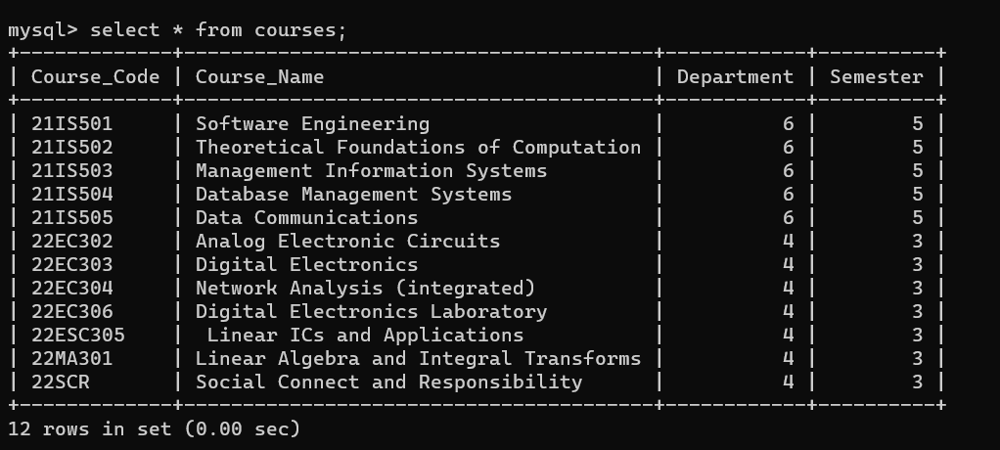 mysql> select * from courses;
+-------------+----------------------------------------+------------+----------+
| Course_Code | Course_Name                            | Department | Semester |
+-------------+----------------------------------------+------------+----------+
| 21IS501     | Software Engineering                   |          6 |        5 |
| 21IS502     | Theoretical Foundations of Computation |          6 |        5 |
| 21IS503     | Management Information Systems         |          6 |        5 |
| 21IS504     | Database Management Systems            |          6 |        5 |
| 21IS505     | Data Communications                    |          6 |        5 |
| 22EC302     | Analog Electronic Circuits             |          4 |        3 |
| 22EC303     | Digital Electronics                    |          4 |        3 |
| 22EC304     | Network Analysis (integrated)          |          4 |        3 |
| 22EC306     | Digital Electronics Laboratory         |          4 |        3 |
| 22ESC305    |  Linear ICs and Applications           |          4 |        3 |
| 22MA301     | Linear Algebra and Integral Transforms |          4 |        3 |
| 22SCR       | Social Connect and Responsibility      |          4 |        3 |
+-------------+----------------------------------------+------------+----------+
12 rows in set (0.00 sec)